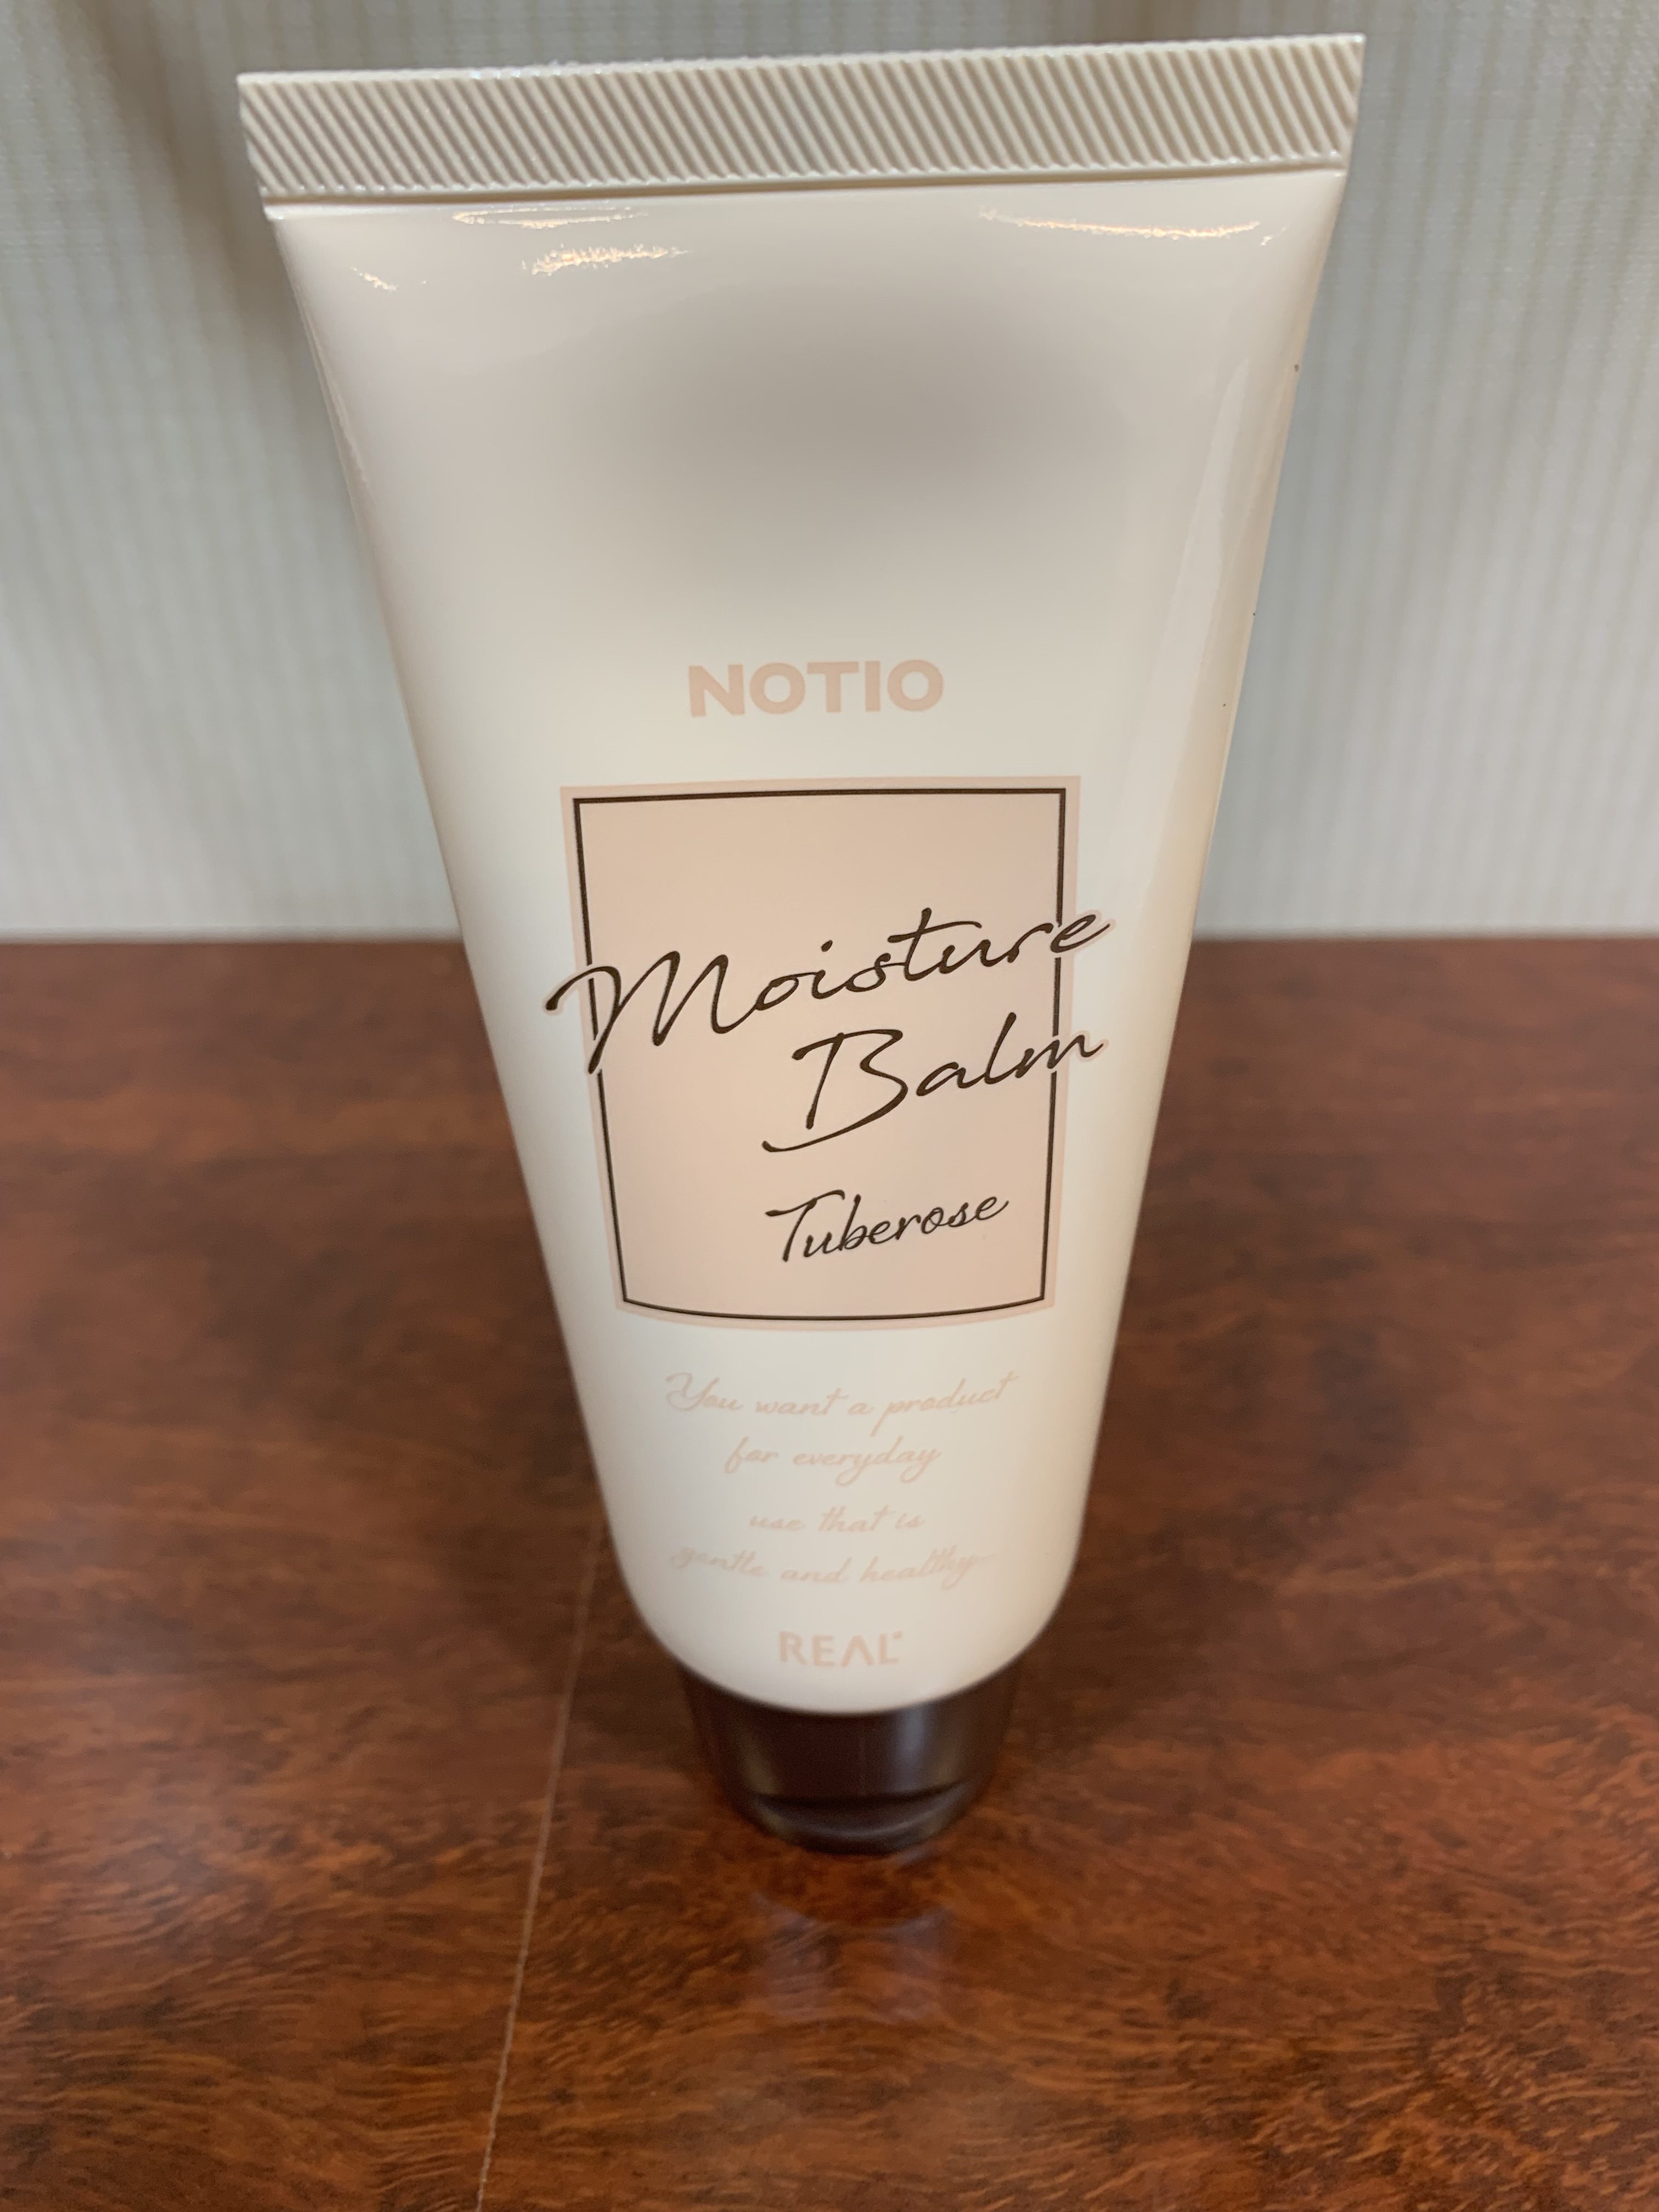 NOTIO
Moisture
Balm
Tuberose
You want a product
for everyday
use that is
gentle and healthy
REAL